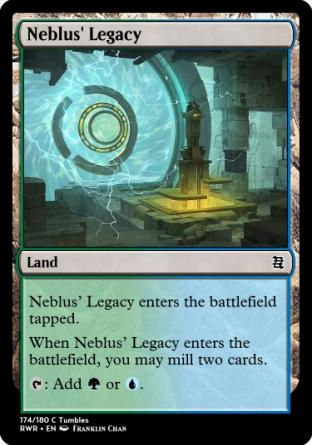 Neblus' Legacy
Land
Neblus' Legacy enters the battlefield
tapped.
When Neblus' Legacy enters the
battlefield, you may mill two cards.
: Add or .
174/180 C Tumbles
RWR • EN Franklin Chan